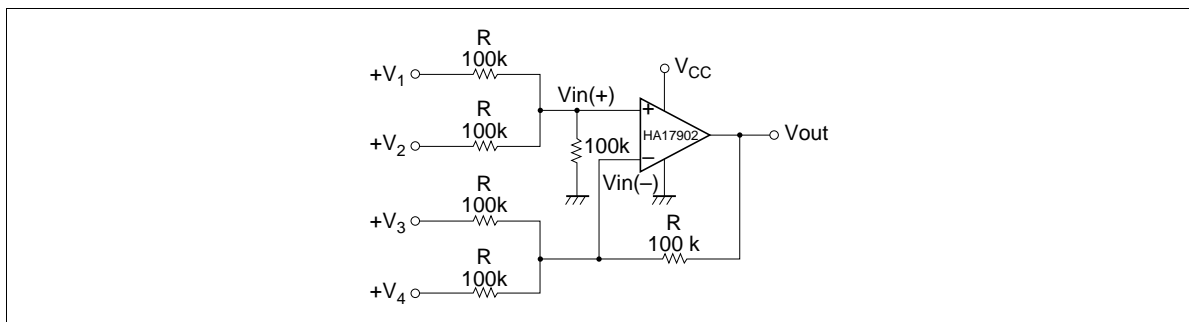 R
100k
+V1
R
100k
+V2
Vin(+)
100k
VCC
+
HA17902
−
Vout
Vin(−)
R
100k
+V3
R
100 k
R
100k
+V4